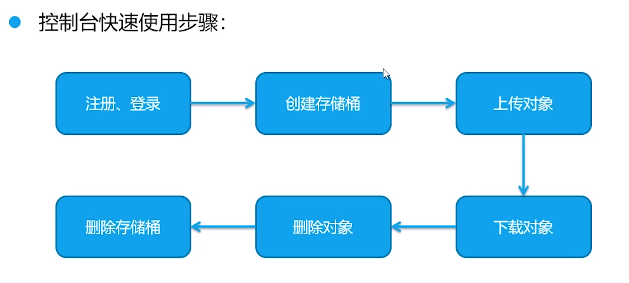 控制台快速使用步骤：
注册、登录
创建存储桶
上传对象
下载对象
删除对象
删除存储桶